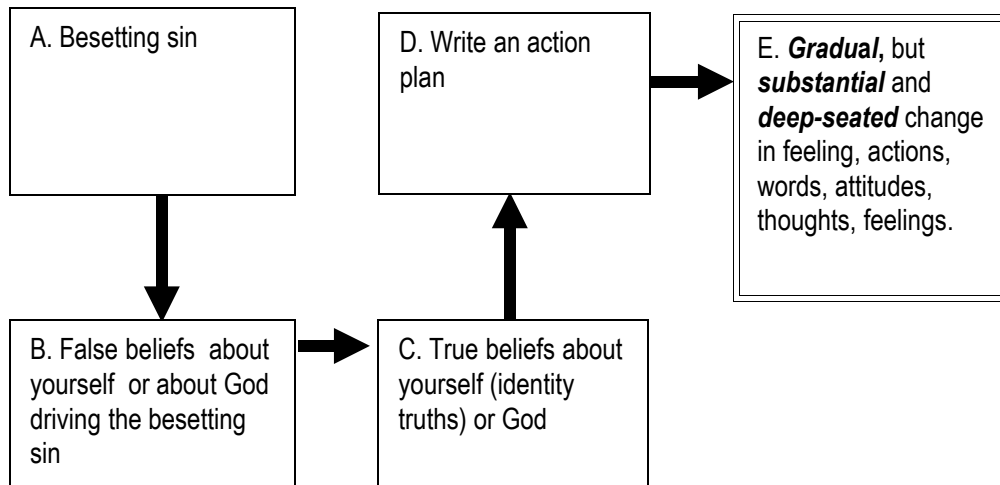 A. Besetting sin
B. False beliefs about
yourself or about God
driving the besetting
sin
C. True beliefs about
yourself (identity
truths) or God
D. Write an action
plan
E. Gradual, but
substantial and
deep-seated change
in feeling, actions,
words, attitudes,
thoughts, feelings.